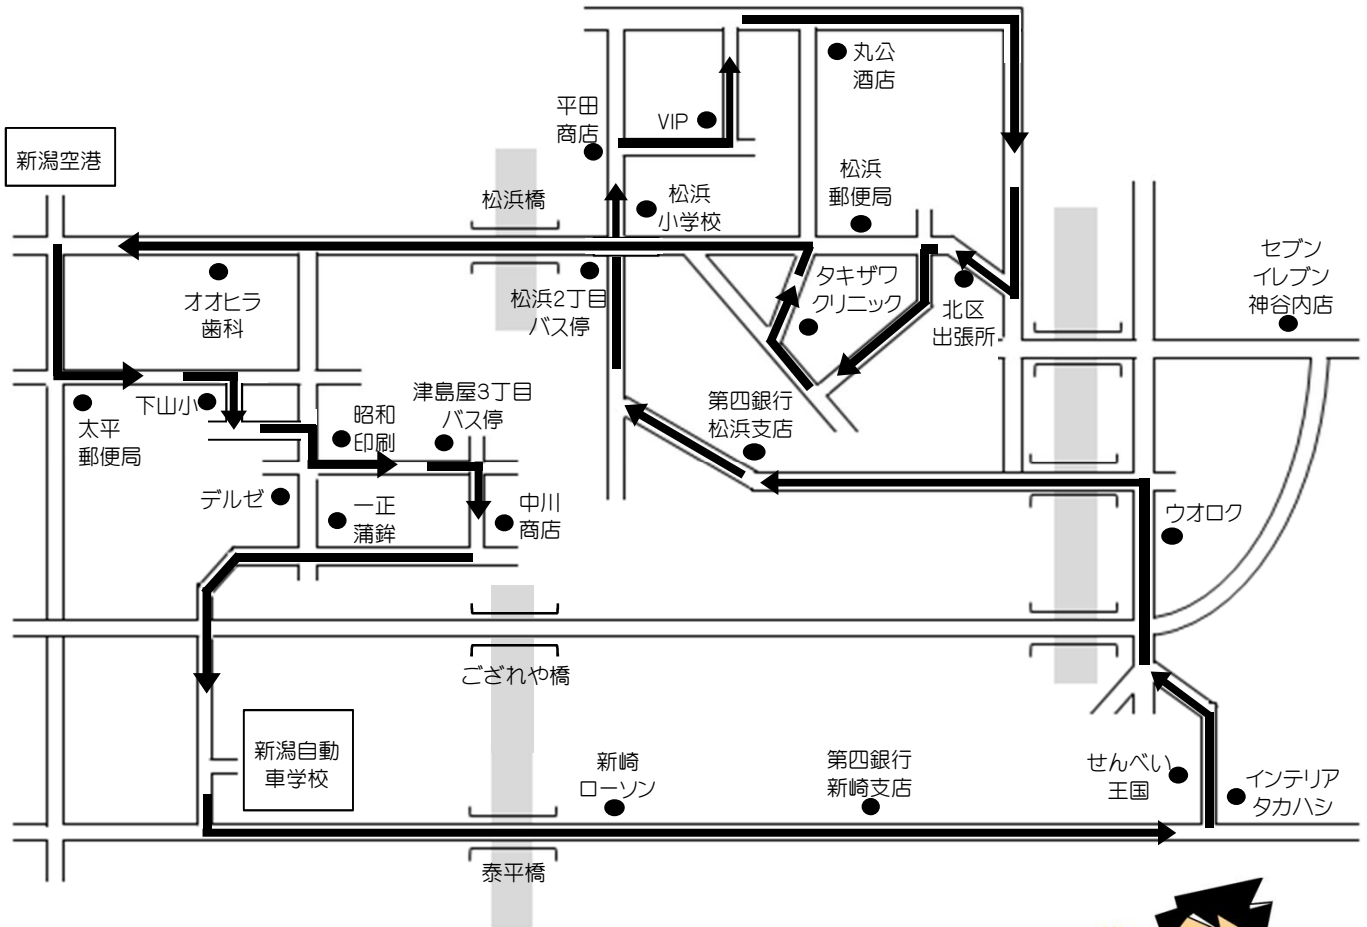 丸公
酒店
平田
商店
VIP
新潟空港
松浜橋
松浜
小学校
松浜
郵便局
セブン
イレブン
神谷内店
オオヒラ
歯科
松浜2丁目
バス停
タキザワ
クリニック
北区
出張所
太平
郵便局
下山小
昭和
印刷
津島屋3丁目
バス停
第四銀行
松浜支店
デルゼ
一正
蒲鉾
中川
商店
ウオロク
ござれや橋
新潟自動
車学校
新崎
ローソン
第四銀行
新崎支店
せんべい
王国
インテリア
タカハシ
泰平橋